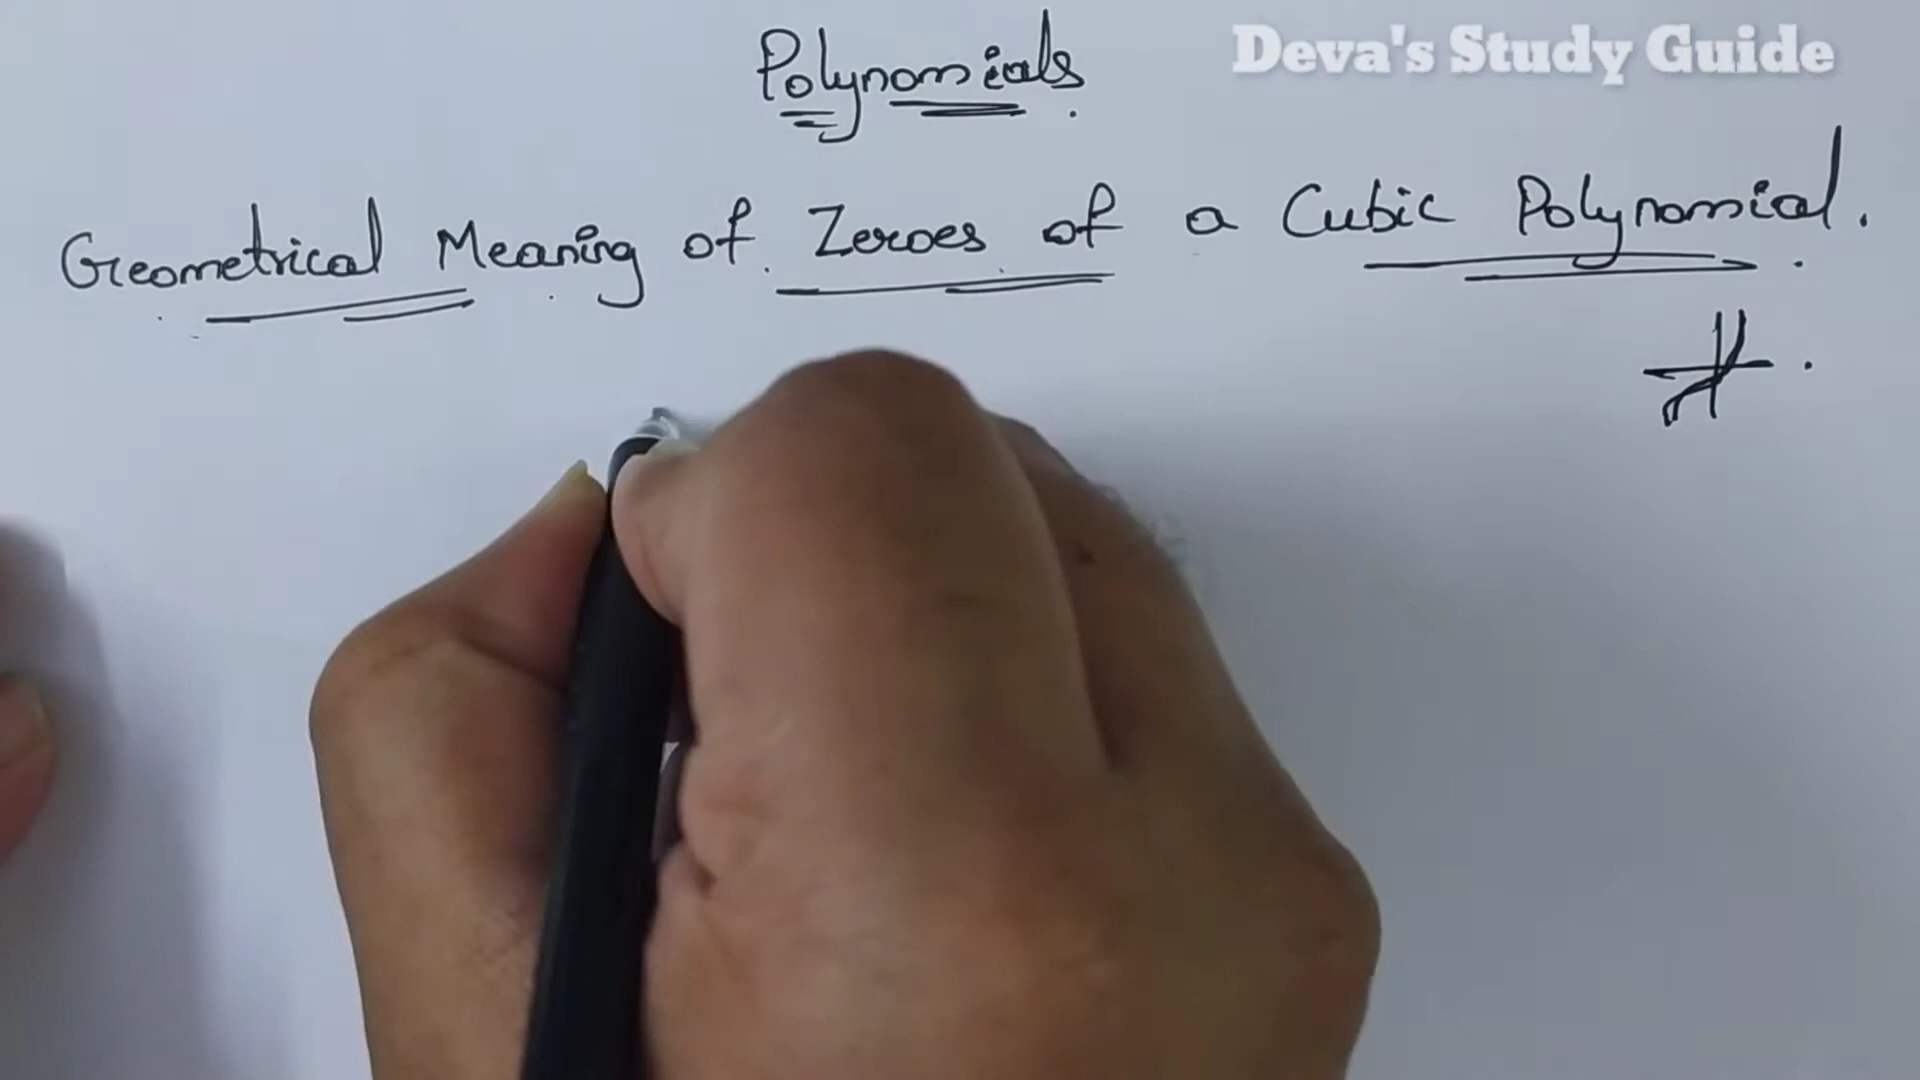 Deva's Study Guide
Polynomials.
Geometrical Meaning of Zeroes of a Cubic Polynomial.